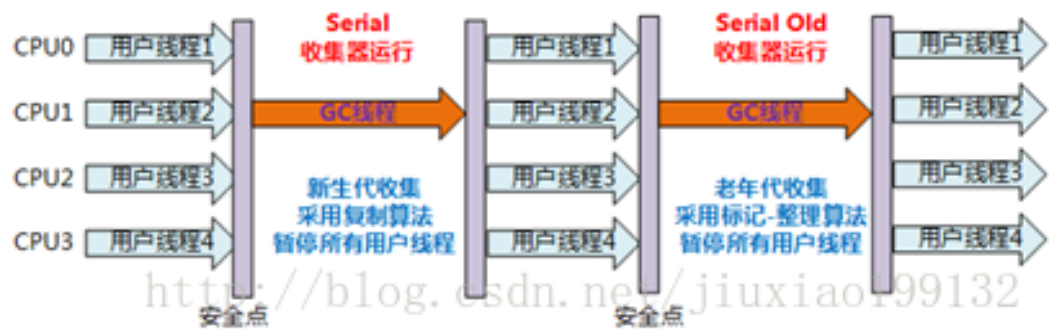 Serial
收集器运行
Serial Old
收集器运行
CPU0
用户线程1
用户线程1
用户线程1
CPU1
用户线程2
GC线程
用户线程2
GC线程
用户线程2
CPU2
用户线程3
用户线程3
用户线程3
新生代收集
采用复制算法
暂停所有用户线程
老年代收集
采用标记-整理算法
暂停所有用户线程
CPU3
用户线程4
用户线程4
用户线程4
http://blog.csdn.net/jiuxiao199132
安全点
安全点